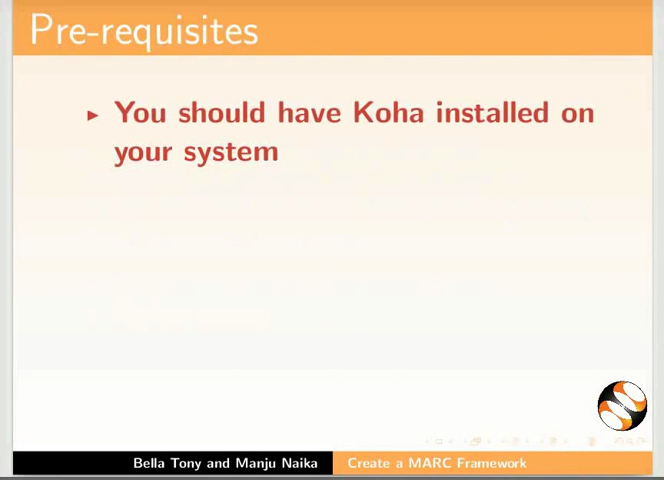 Pre-requisites
You should have Koha installed on
your system
Bella Tony and Manju Naika
Create a MARC Framework